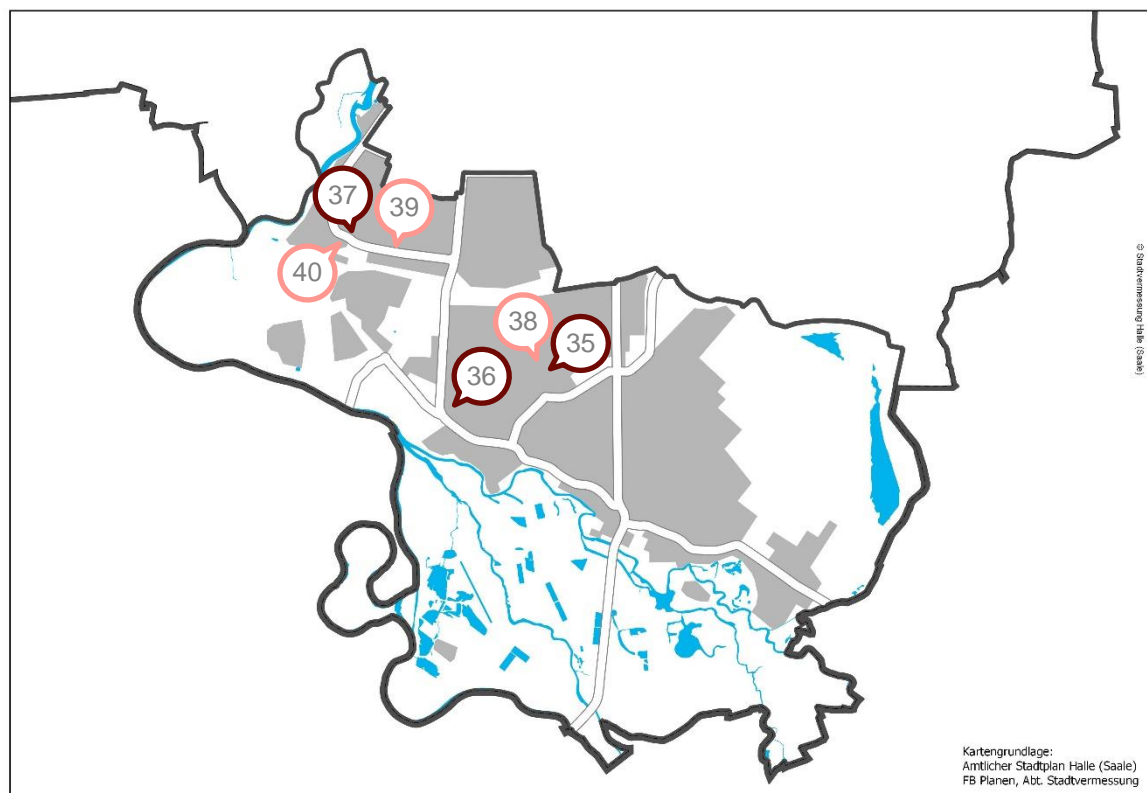 37
39
40
38
35
36
© Stadtvermessung Halle (Saale)
Kartengrundlage:
Amtlicher Stadtplan Halle (Saale)
FB Planen, Abt. Stadtvermessung